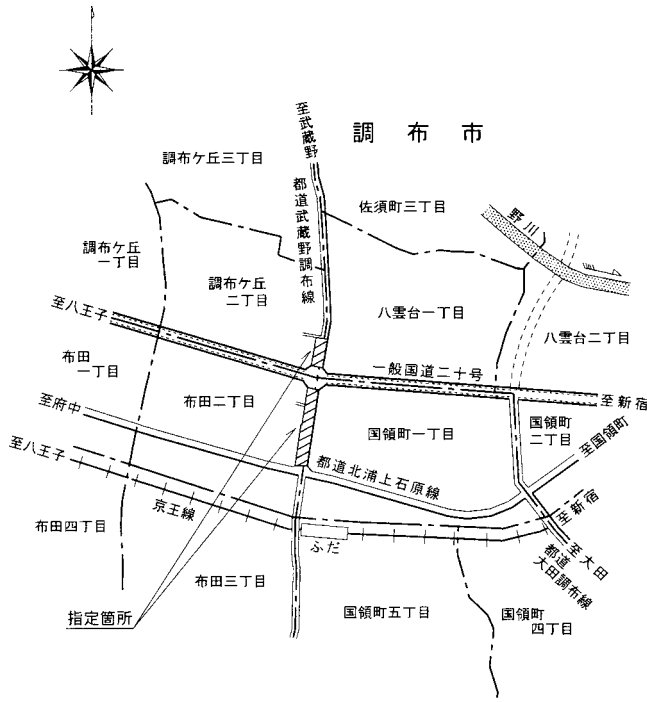 調布市
至武蔵野
調布ケ丘三丁目
都道武蔵野調布線
佐須町三丁目
野川
調布ケ丘
一丁目
調布ケ丘
二丁目
至八王子
八雲台一丁目
八雲台二丁目
布田
一丁目
一般国道二十号
至府中
布田二丁目
至新宿
国領町一丁目
国領町
二丁目
至国領町
至八王子
都道北浦上石原線
京王線
至新宿
布田四丁目
ふだ
至大田
都道
大田調布線
布田三丁目
指定箇所
国領町五丁目
国領町
四丁目